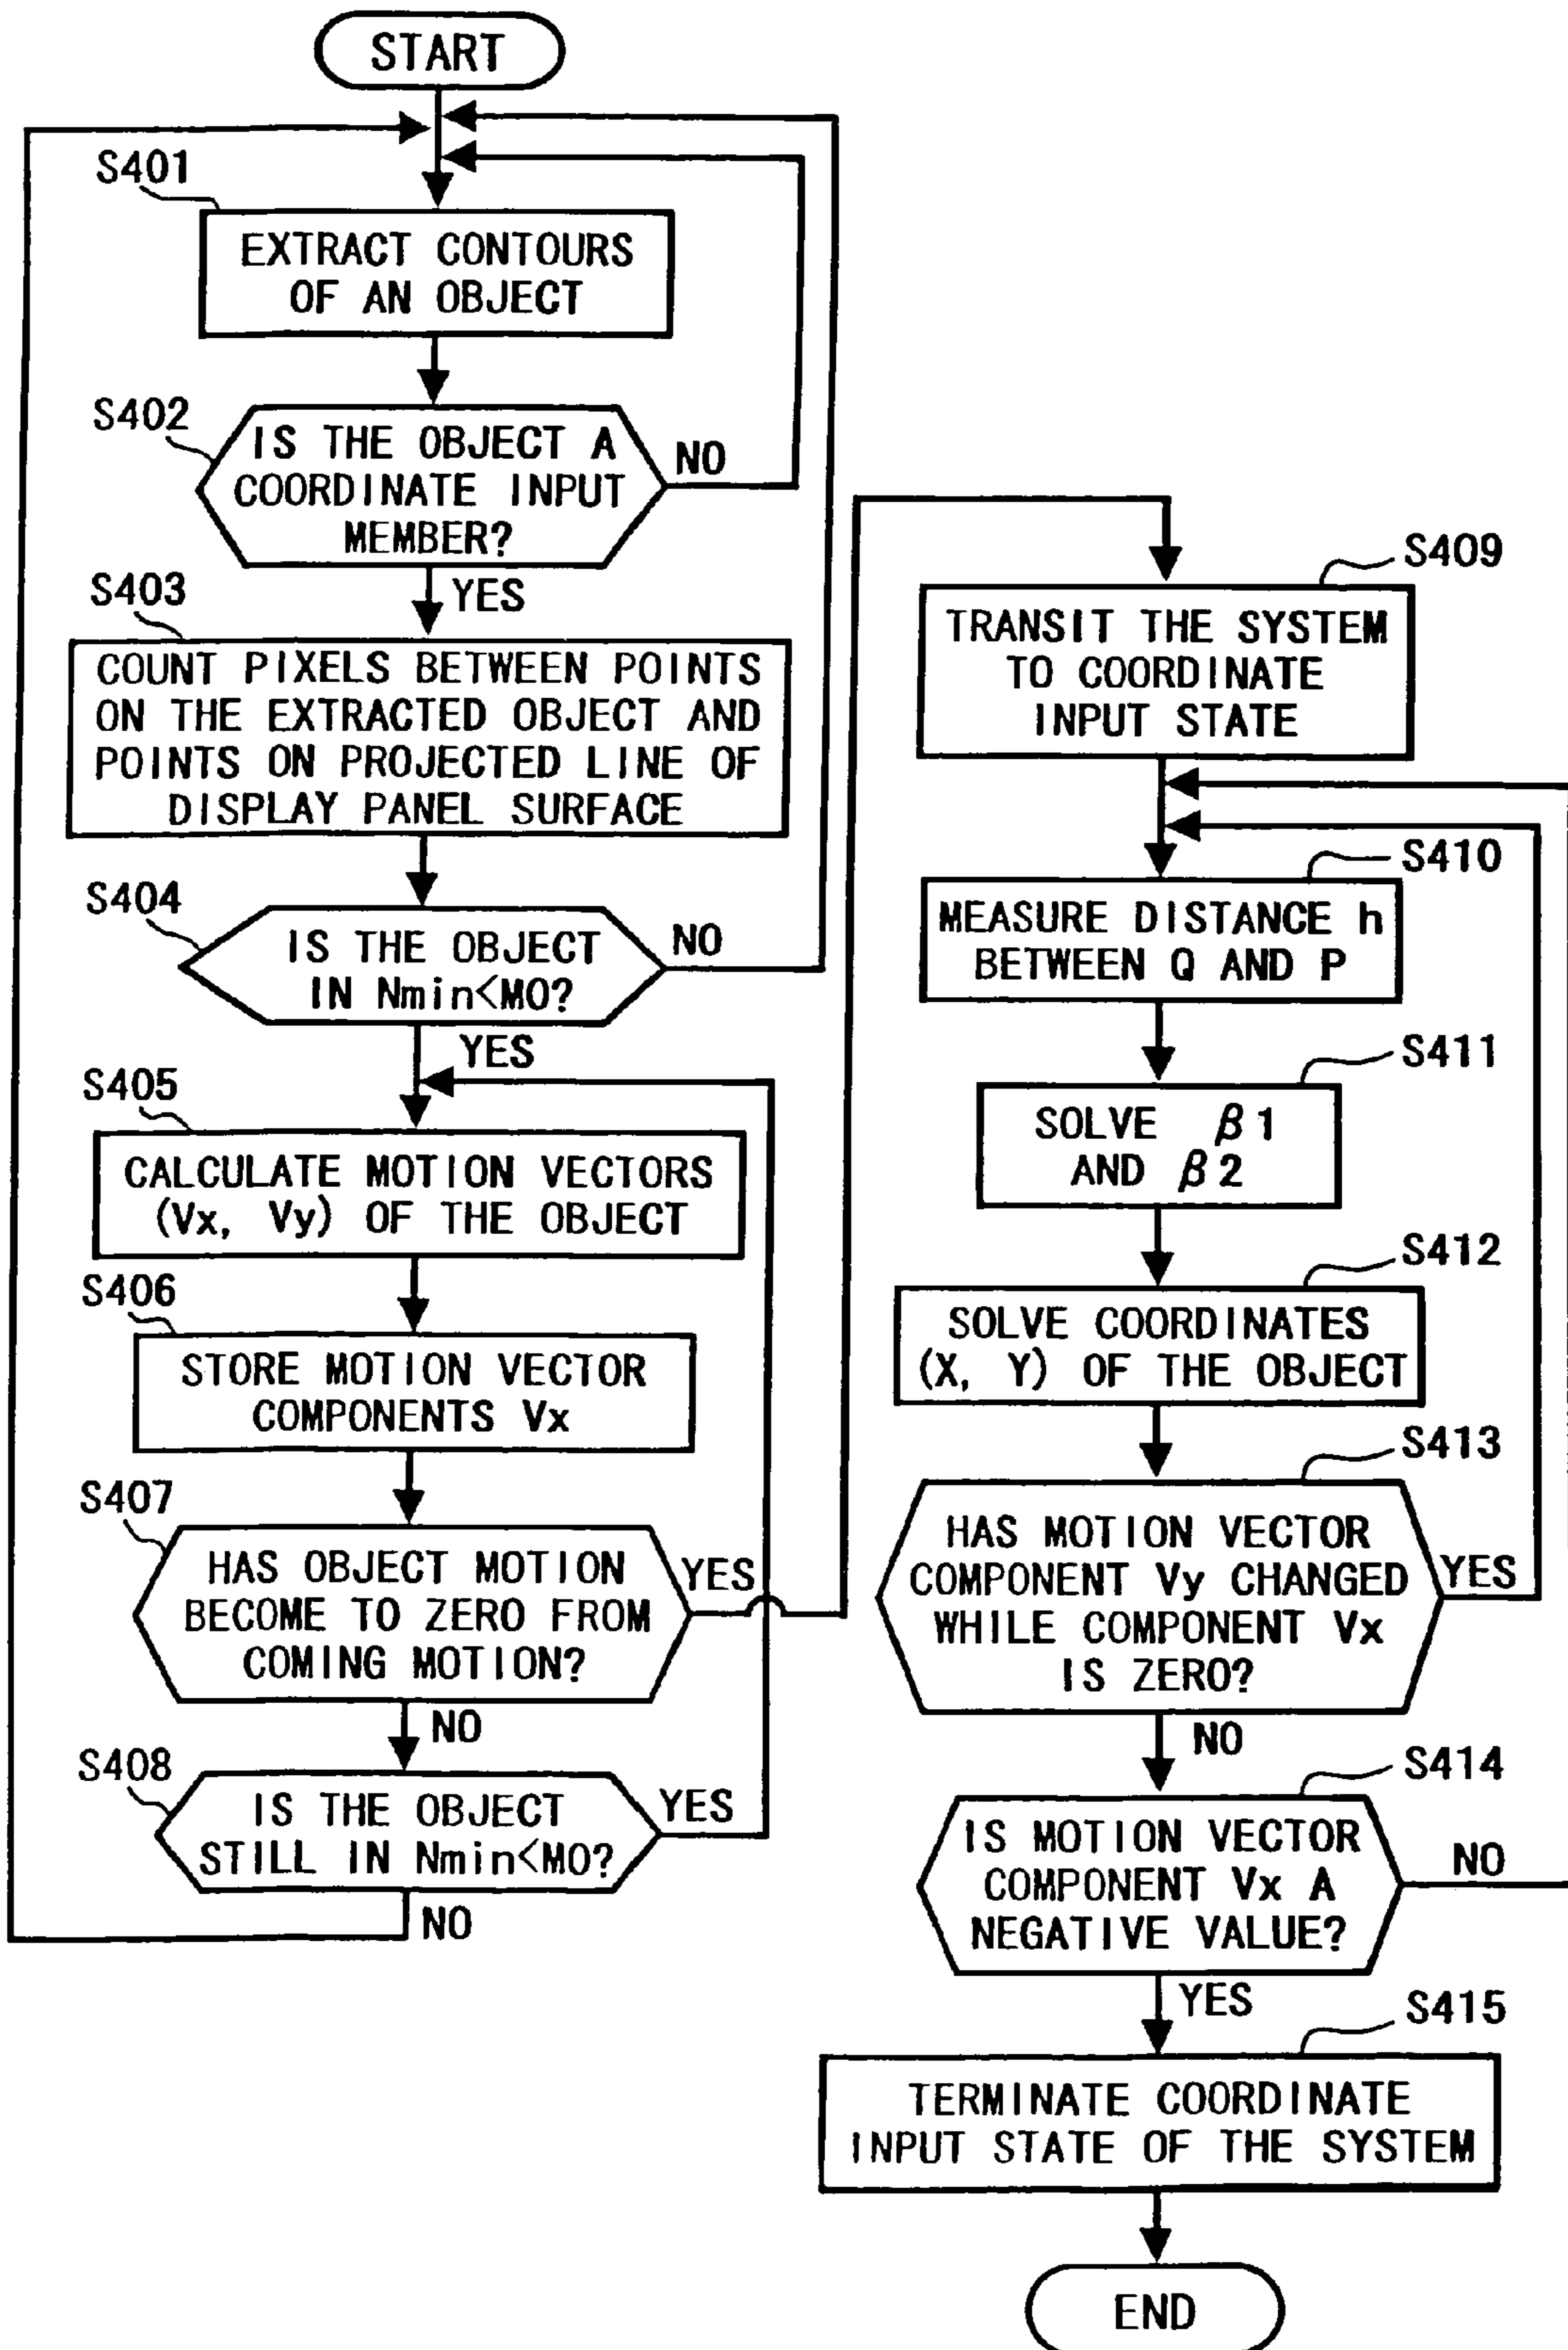 START
S401
EXTRACT CONTOURS
OF AN OBJECT
S402
IS THE OBJECT A
COORDINATE INPUT
MEMBER?
NO
YES
S403
COUNT PIXELS BETWEEN POINTS
ON THE EXTRACTED OBJECT AND
POINTS ON PROJECTED LINE OF
DISPLAY PANEL SURFACE
S404
IS THE OBJECT
IN Nmin<M0?
NO
YES
S405
CALCULATE MOTION VECTORS
(Vx, Vy) OF THE OBJECT
S406
STORE MOTION VECTOR
COMPONENTS Vx
S407
HAS OBJECT MOTION
BECOME TO ZERO FROM
COMING MOTION?
YES
NO
S408
IS THE OBJECT
STILL IN Nmin<M0?
YES
NO
S409
TRANSIT THE SYSTEM
TO COORDINATE
INPUT STATE
S410
MEASURE DISTANCE h
BETWEEN Q AND P
S411
SOLVE β1
AND β2
S412
SOLVE COORDINATES
(X, Y) OF THE OBJECT
S413
HAS MOTION VECTOR
COMPONENT Vy CHANGED
WHILE COMPONENT Vx
IS ZERO?
YES
NO
S414
IS MOTION VECTOR
COMPONENT Vx A
NEGATIVE VALUE?
NO
YES
S415
TERMINATE COORDINATE
INPUT STATE OF THE SYSTEM
END